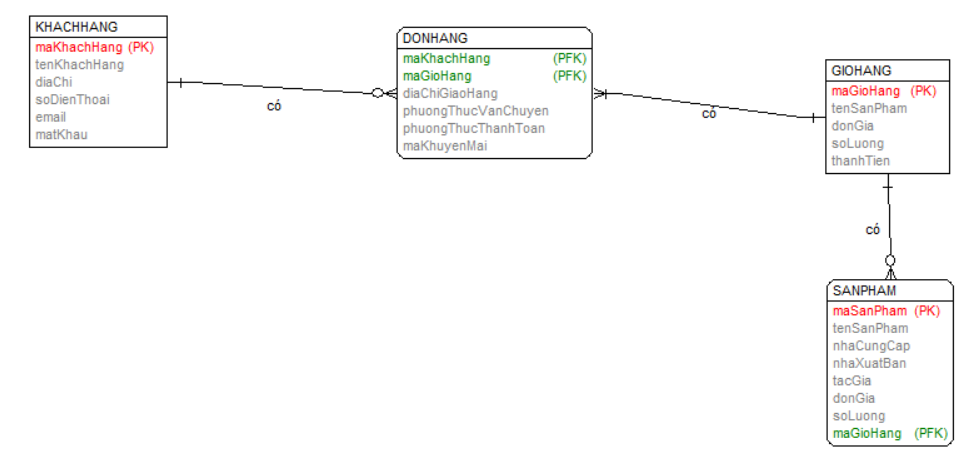 KHACHHANG
maKhachHang (PK)
tenKhachHang
diaChi
soDienThoai
email
matKhau
có
DONHANG
maKhachHang (PFK)
maGioHang (PFK)
diaChiGiaoHang
phuongThucVanChuyen
phuongThucThanhToan
maKhuyenMai
có
GIOHANG
maGioHang (PK)
tenSanPham
donGia
soLuong
thanhTien
có
SANPHAM
maSanPham (PK)
tenSanPham
nhaCungCap
nhaXuatBan
tacGia
donGia
soLuong
maGioHang (PFK)